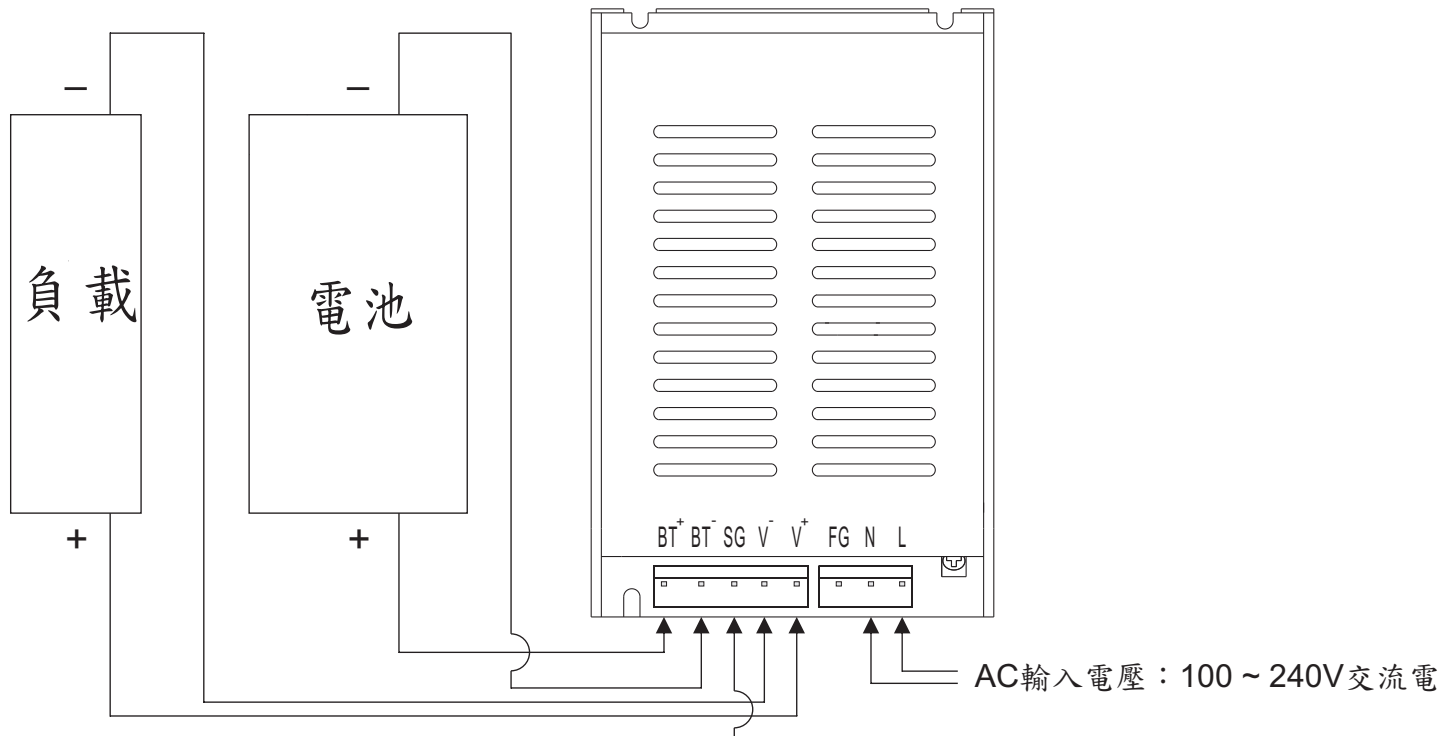 − −
負載
電池
+ +
BT⁺ BT⁻ SG V⁻ V⁺ FG N L
AC輸入電壓：100 ~ 240V交流電